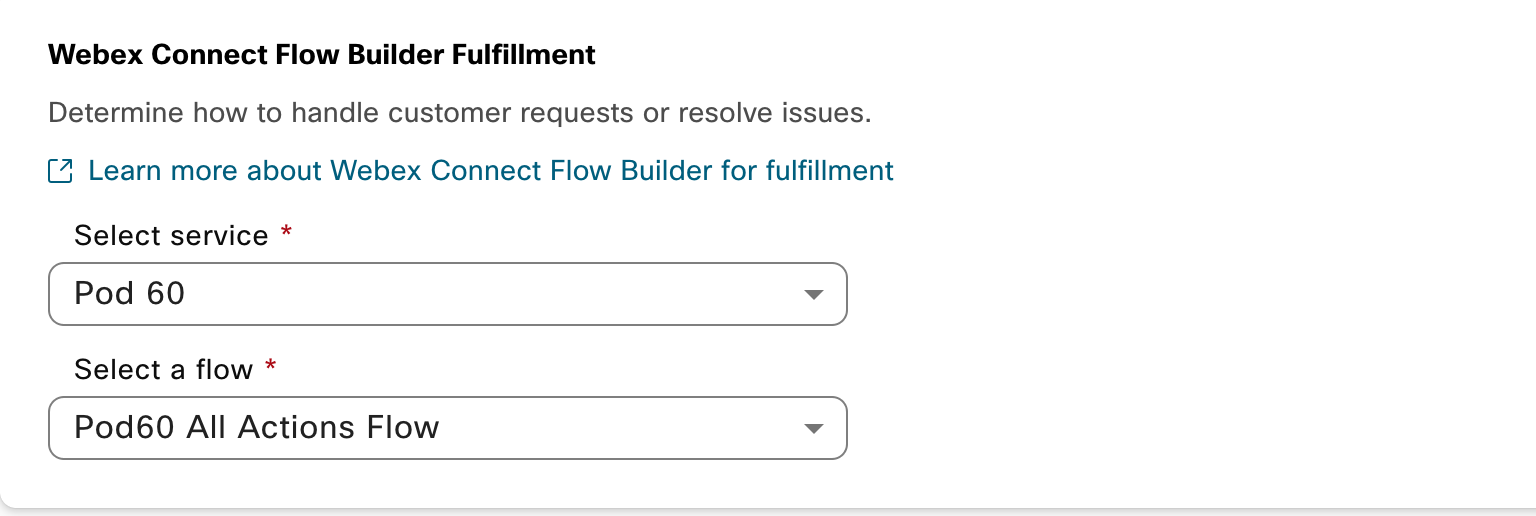 Webex Connect Flow Builder Fulfillment
Determine how to handle customer requests or resolve issues.
Learn more about Webex Connect Flow Builder for fulfillment
Select service *
Pod 60
Select a flow *
Pod60 All Actions Flow